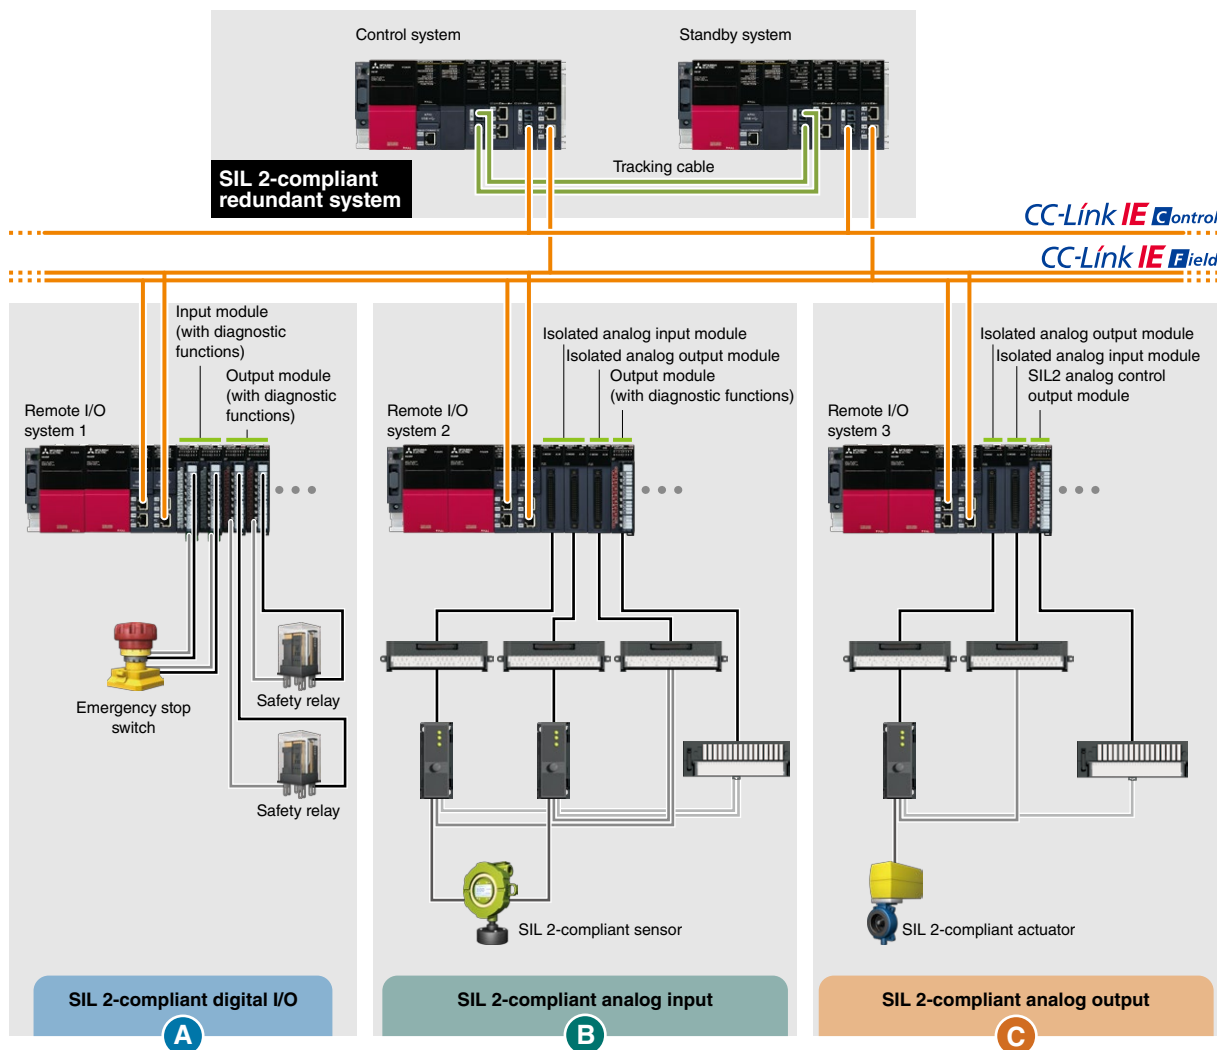 Control system
Standby system
Tracking cable
SIL 2-compliant
redundant system
CC-Link IE Control
CC-Link IE Field
Input module
(with diagnostic
functions)
Output module
(with diagnostic
functions)
Remote I/O
system 1
Emergency stop
switch
Safety relay
Safety relay
SIL 2-compliant digital I/O
A
Isolated analog input module
Isolated analog output module
Output module
(with diagnostic functions)
Remote I/O
system 2
SIL 2-compliant sensor
SIL 2-compliant analog input
B
Isolated analog output module
Isolated analog input module
SIL2 analog control
output module
Remote I/O
system 3
SIL 2-compliant actuator
SIL 2-compliant analog output
C